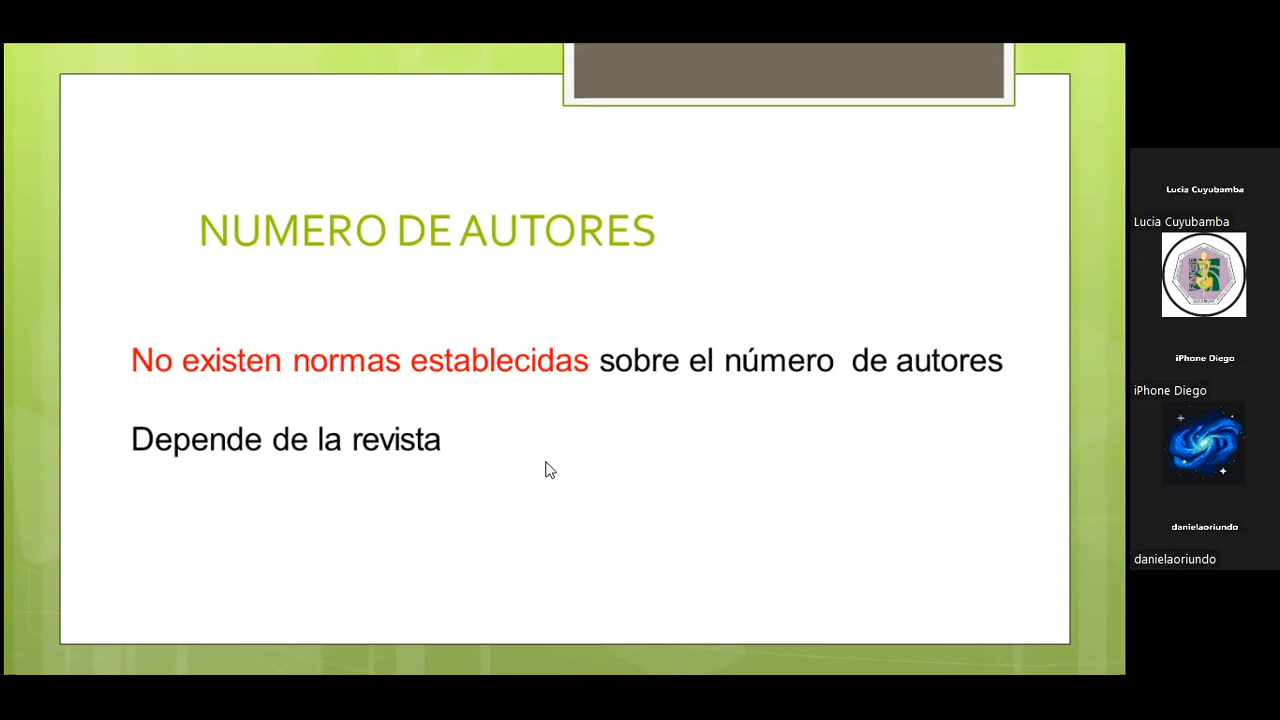 NUMERO DE AUTORES
No existen normas establecidas sobre el número de autores
Depende de la revista
Lucia Cuyubamba
Lucia Cuyubamba
iPhone Diego
iPhone Diego
danielaoriundo
danielaoriundo